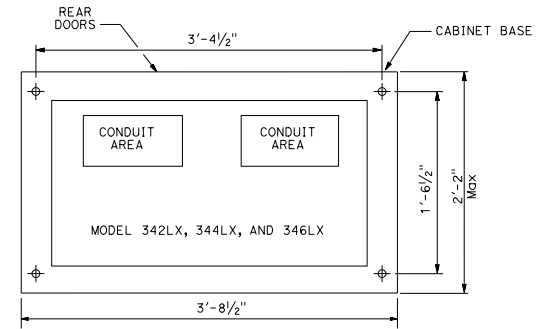 REAR
DOORS
3'-4½"
CABINET BASE
CONDUIT
AREA
CONDUIT
AREA
1'-6½"
2'-2"
Max
MODEL 342LX, 344LX, AND 346LX
3'-8½"